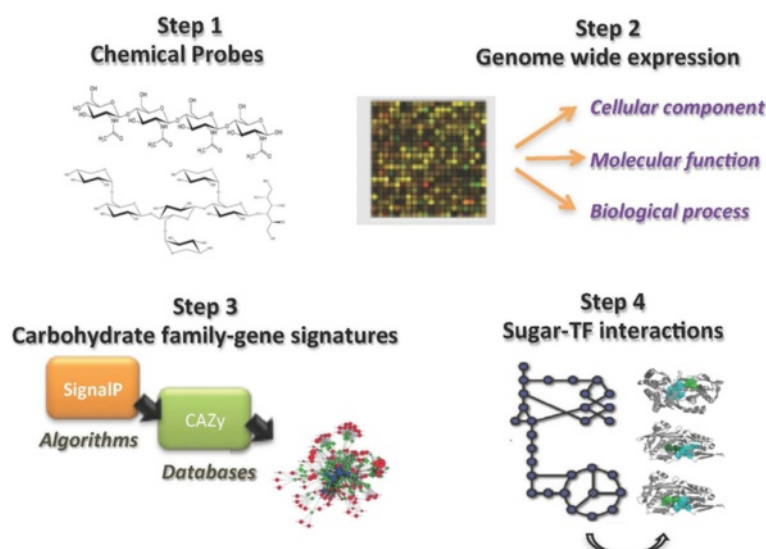 Step 1
Chemical Probes
Step 2
Genome wide expression
Cellular component
Molecular function
Biological process
Step 3
Carbohydrate family-gene signatures
SignalP
Algorithms
CAZy
Databases
Step 4
Sugar-TF interactions